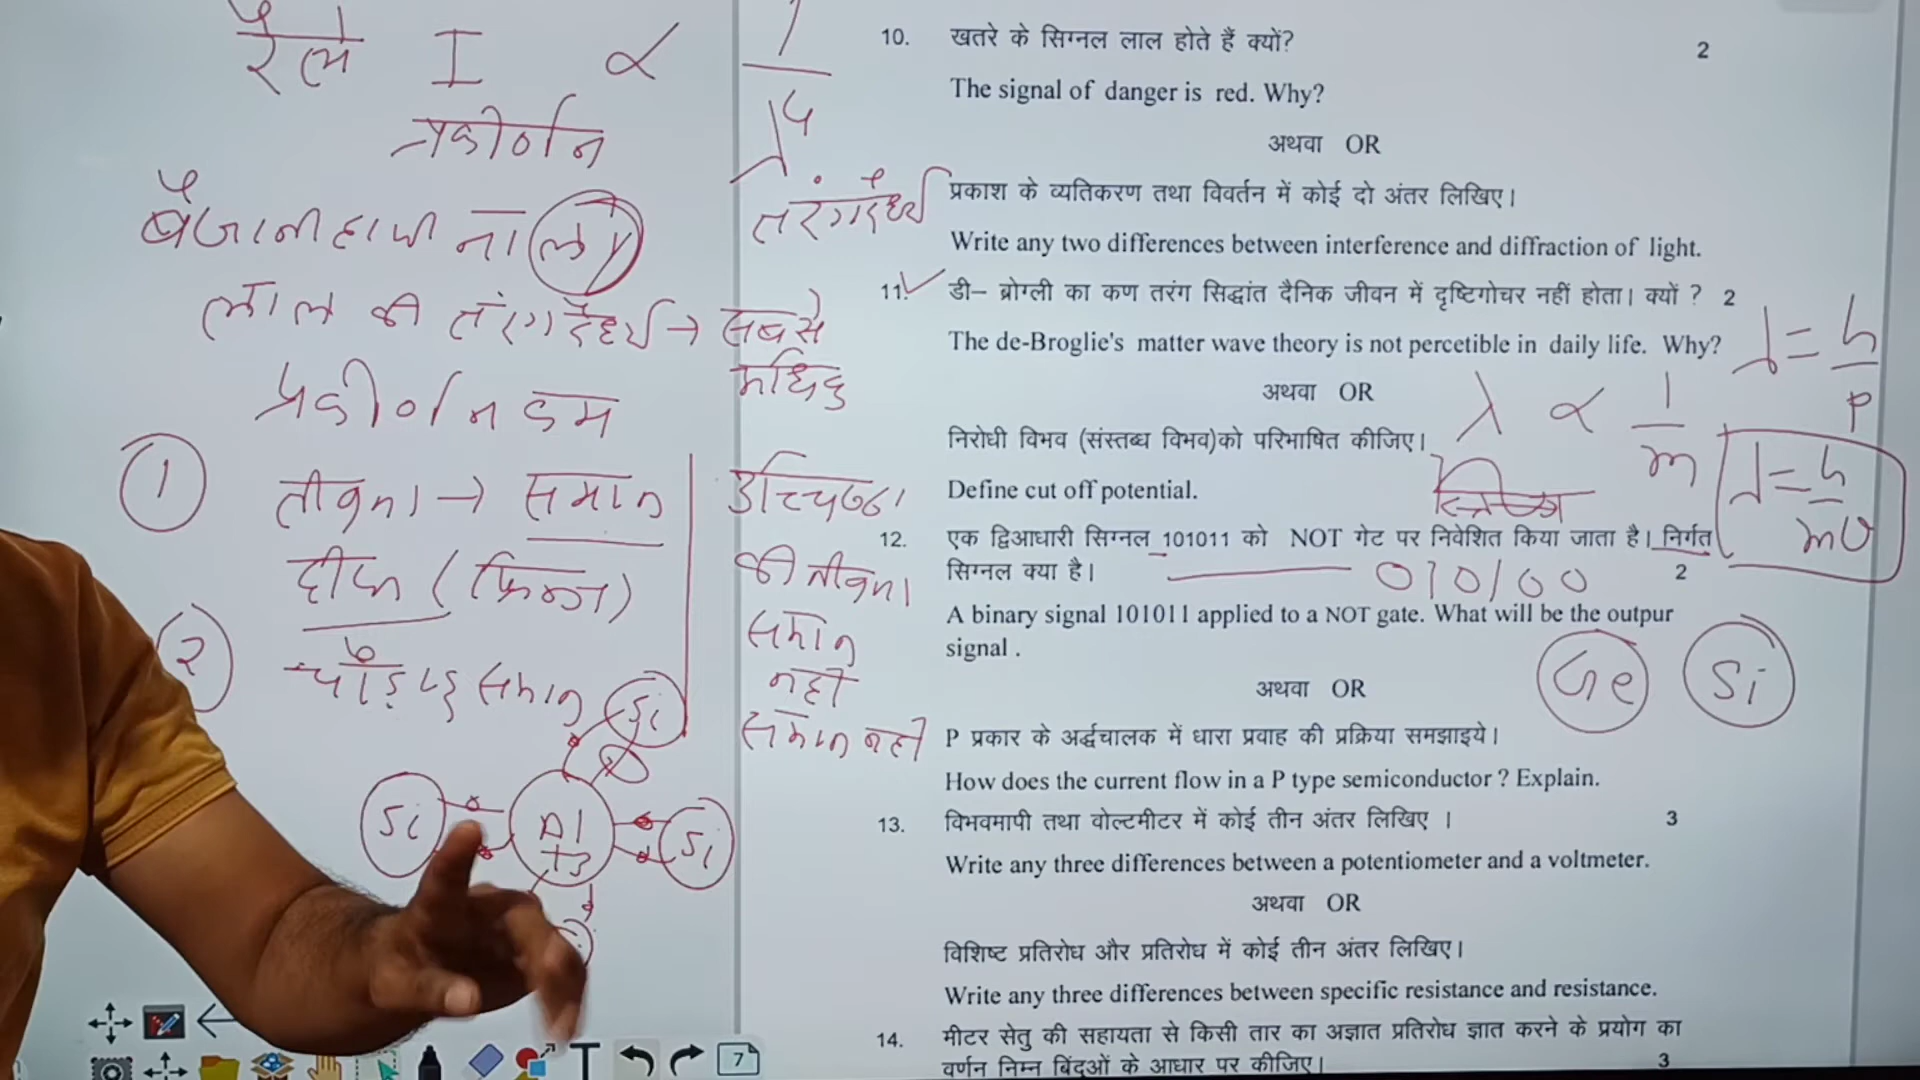 रैले I ∝ 1
प्रकीर्णन λ4
तरंगदैर्ध्य
बैजानीहपीनाला
लाल की तरंगदैर्ध्य → सबसे
अधिक
प्रकीर्णन कम
1 तीव्रता → समान
दीप्त (फ्रिन्ज)
2 चौड़ाई समान
उच्चिष्ठ
की तीव्रता
समान
नहीं
समान नहीं
Si
Si Al Si
+3
10. खतरे के सिग्नल लाल होते हैं क्यों? 2
The signal of danger is red. Why?
अथवा OR
प्रकाश के व्यतिकरण तथा विवर्तन में कोई दो अंतर लिखिए।
Write any two differences between interference and diffraction of light.
11. डी– ब्रोग्ली का कण तरंग सिद्धांत दैनिक जीवन में दृष्टिगोचर नहीं होता। क्यों ? 2
The de-Broglie's matter wave theory is not percetible in daily life. Why?
अथवा OR
λ = h
P
λ ∝ 1
m
λ = h
mv
निरोधी विभव (संस्तब्ध विभव)को परिभाषित कीजिए।
Define cut off potential.
12. एक द्विआधारी सिग्नल 101011 को NOT गेट पर निवेशित किया जाता है। निर्गत
सिग्नल क्या है। 010100 2
A binary signal 101011 applied to a NOT gate. What will be the outpur
signal .
Ge Si
अथवा OR
P प्रकार के अर्द्धचालक में धारा प्रवाह की प्रक्रिया समझाइये।
How does the current flow in a P type semiconductor ? Explain.
13. विभवमापी तथा वोल्टमीटर में कोई तीन अंतर लिखिए । 3
Write any three differences between a potentiometer and a voltmeter.
अथवा OR
विशिष्ट प्रतिरोध और प्रतिरोध में कोई तीन अंतर लिखिए।
Write any three differences between specific resistance and resistance.
14. मीटर सेतु की सहायता से किसी तार का अज्ञात प्रतिरोध ज्ञात करने के प्रयोग का
वर्णन निम्न बिंदुओं के आधार पर कीजिए। 3
T 7